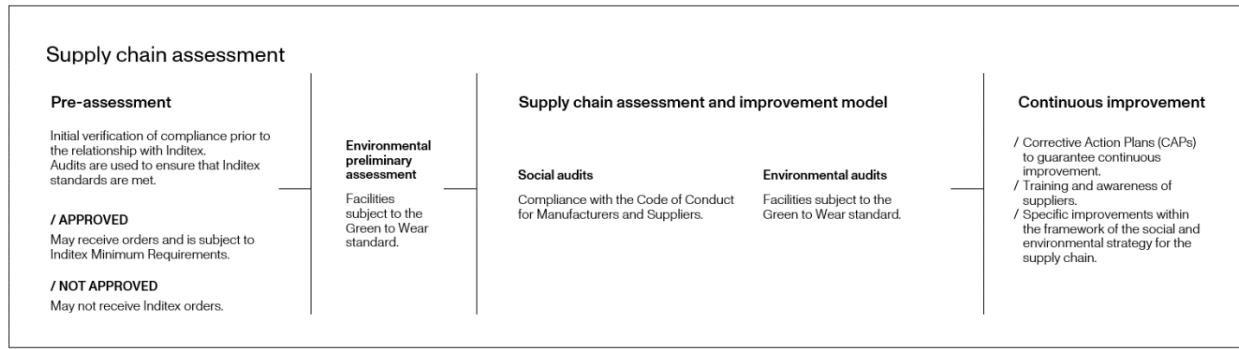 Supply chain assessment
Pre-assessment
Initial verification of compliance prior to
the relationship with Inditex.
Audits are used to ensure that Inditex
standards are met.
/ APPROVED
May receive orders and is subject to
Inditex Minimum Requirements.
/ NOT APPROVED
May not receive Inditex orders.
Environmental
preliminary
assessment
Facilities
subject to the
Green to Wear
standard.
Supply chain assessment and improvement model
Social audits
Compliance with the Code of Conduct
for Manufacturers and Suppliers.
Environmental audits
Facilities subject to the
Green to Wear standard.
Continuous improvement
/ Corrective Action Plans (CAPs)
to guarantee continuous
improvement.
/ Training and awareness of
suppliers.
/ Specific improvements within
the framework of the social and
environmental strategy for the
supply chain.